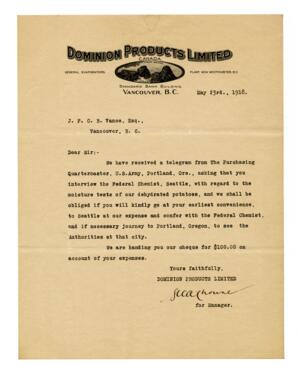 DOMINION PRODUCTS LIMITED
CANADA
GENERAL EVAPORATORS
PLANT: NEW WESTMINSTER, B.C.
STANDARD BANK BUILDING
VANCOUVER, B.C.
May 23rd., 1918.
J. F. C. B. Vance, Esq.,
Vancouver, B. C.
Dear Sir:-
We have received a telegram from The Purchasing
Quartermaster, U.S.Army, Portland, Ore., asking that you
interview the Federal Chemist, Seattle, with regard to the
moisture tests of our dehydrated potatoes, and we shall be
obliged if you will kindly go at your earliest convenience,
to Seattle at our expense and confer with the Federal Chemist,
and if necessary journey to Portland, Oregon, to see the
Authorities at that city.
We are handing you our cheque for $100.00 on
account of your expenses.
Yours faithfully,
DOMINION PRODUCTS LIMITED
for Manager.